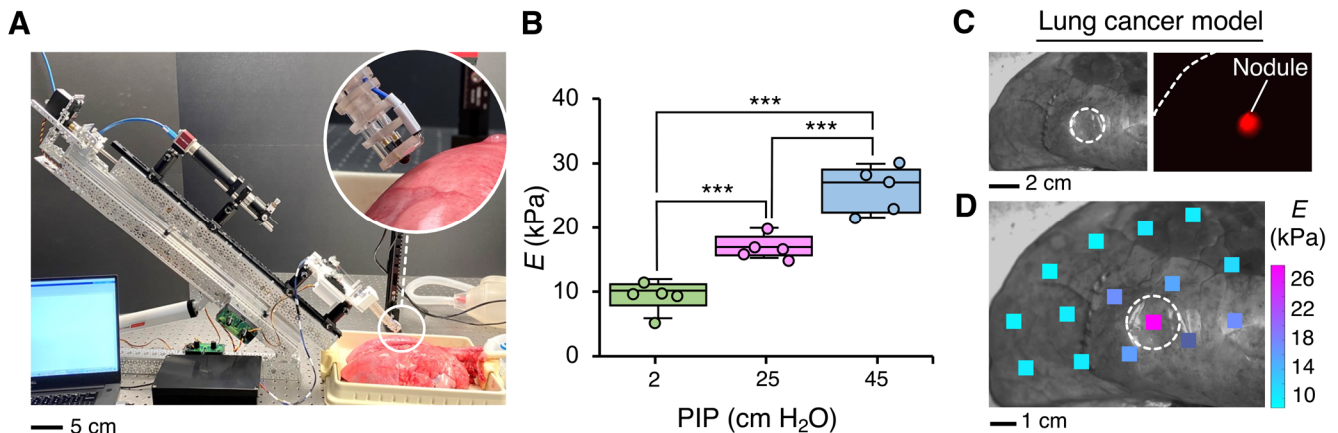 A
5 cm
B
E (kPa)
40
30
20
10
0
***
***
***
2
25
45
PIP (cm H₂O)
Lung cancer model
C
Nodule
2 cm
D
1 cm
E
(kPa)
26
22
18
14
10